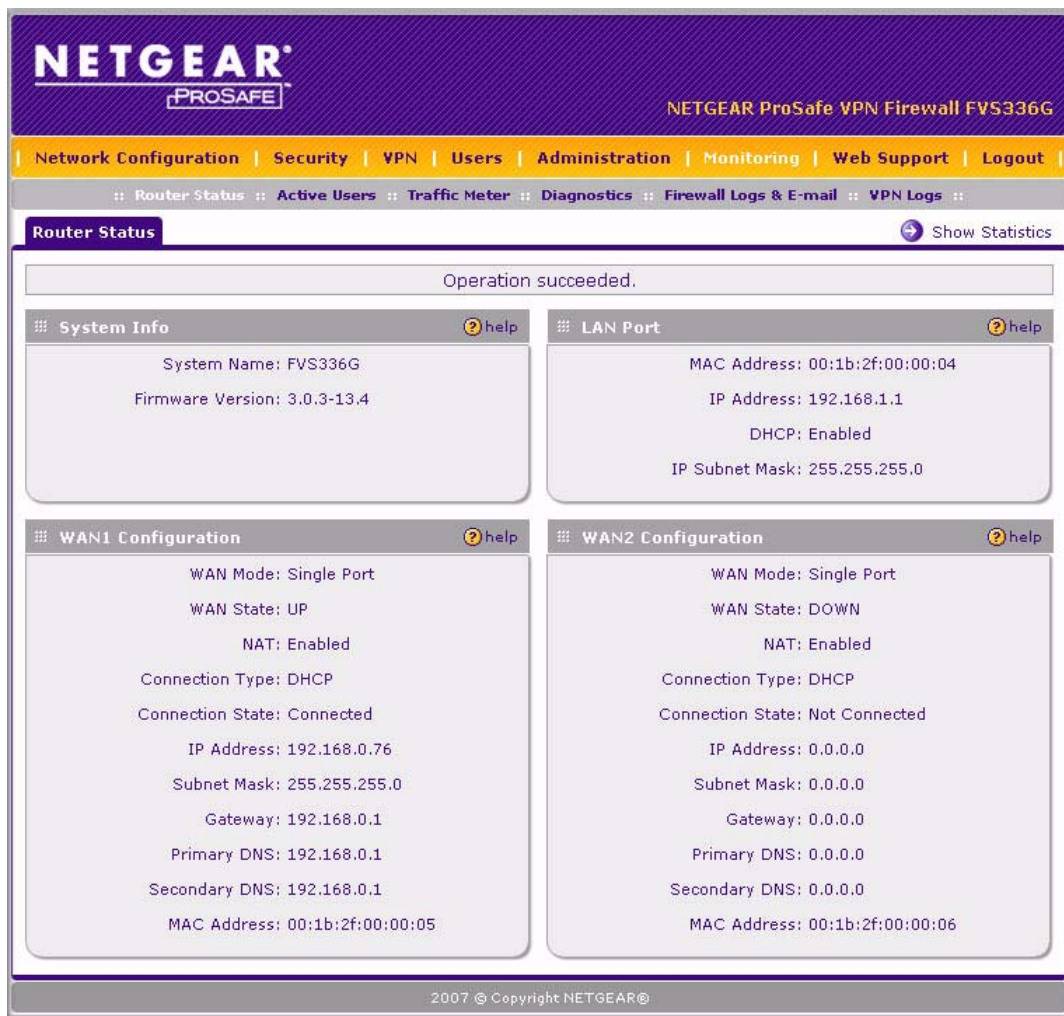 NETGEAR®
PROSAFE™
NETGEAR ProSafe VPN Firewall FVS336G
| Network Configuration | Security | VPN | Users | Administration | Monitoring | Web Support | Logout |
:: Router Status :: Active Users :: Traffic Meter :: Diagnostics :: Firewall Logs & E-mail :: VPN Logs ::
Router Status
Show Statistics
Operation succeeded.
System Info
? help
System Name: FVS336G
Firmware Version: 3.0.3-13.4
LAN Port
? help
MAC Address: 00:1b:2f:00:00:04
IP Address: 192.168.1.1
DHCP: Enabled
IP Subnet Mask: 255.255.255.0
WAN1 Configuration
? help
WAN Mode: Single Port
WAN State: UP
NAT: Enabled
Connection Type: DHCP
Connection State: Connected
IP Address: 192.168.0.76
Subnet Mask: 255.255.255.0
Gateway: 192.168.0.1
Primary DNS: 192.168.0.1
Secondary DNS: 192.168.0.1
MAC Address: 00:1b:2f:00:00:05
WAN2 Configuration
? help
WAN Mode: Single Port
WAN State: DOWN
NAT: Enabled
Connection Type: DHCP
Connection State: Not Connected
IP Address: 0.0.0.0
Subnet Mask: 0.0.0.0
Gateway: 0.0.0.0
Primary DNS: 0.0.0.0
Secondary DNS: 0.0.0.0
MAC Address: 00:1b:2f:00:00:06
2007 © Copyright NETGEAR®